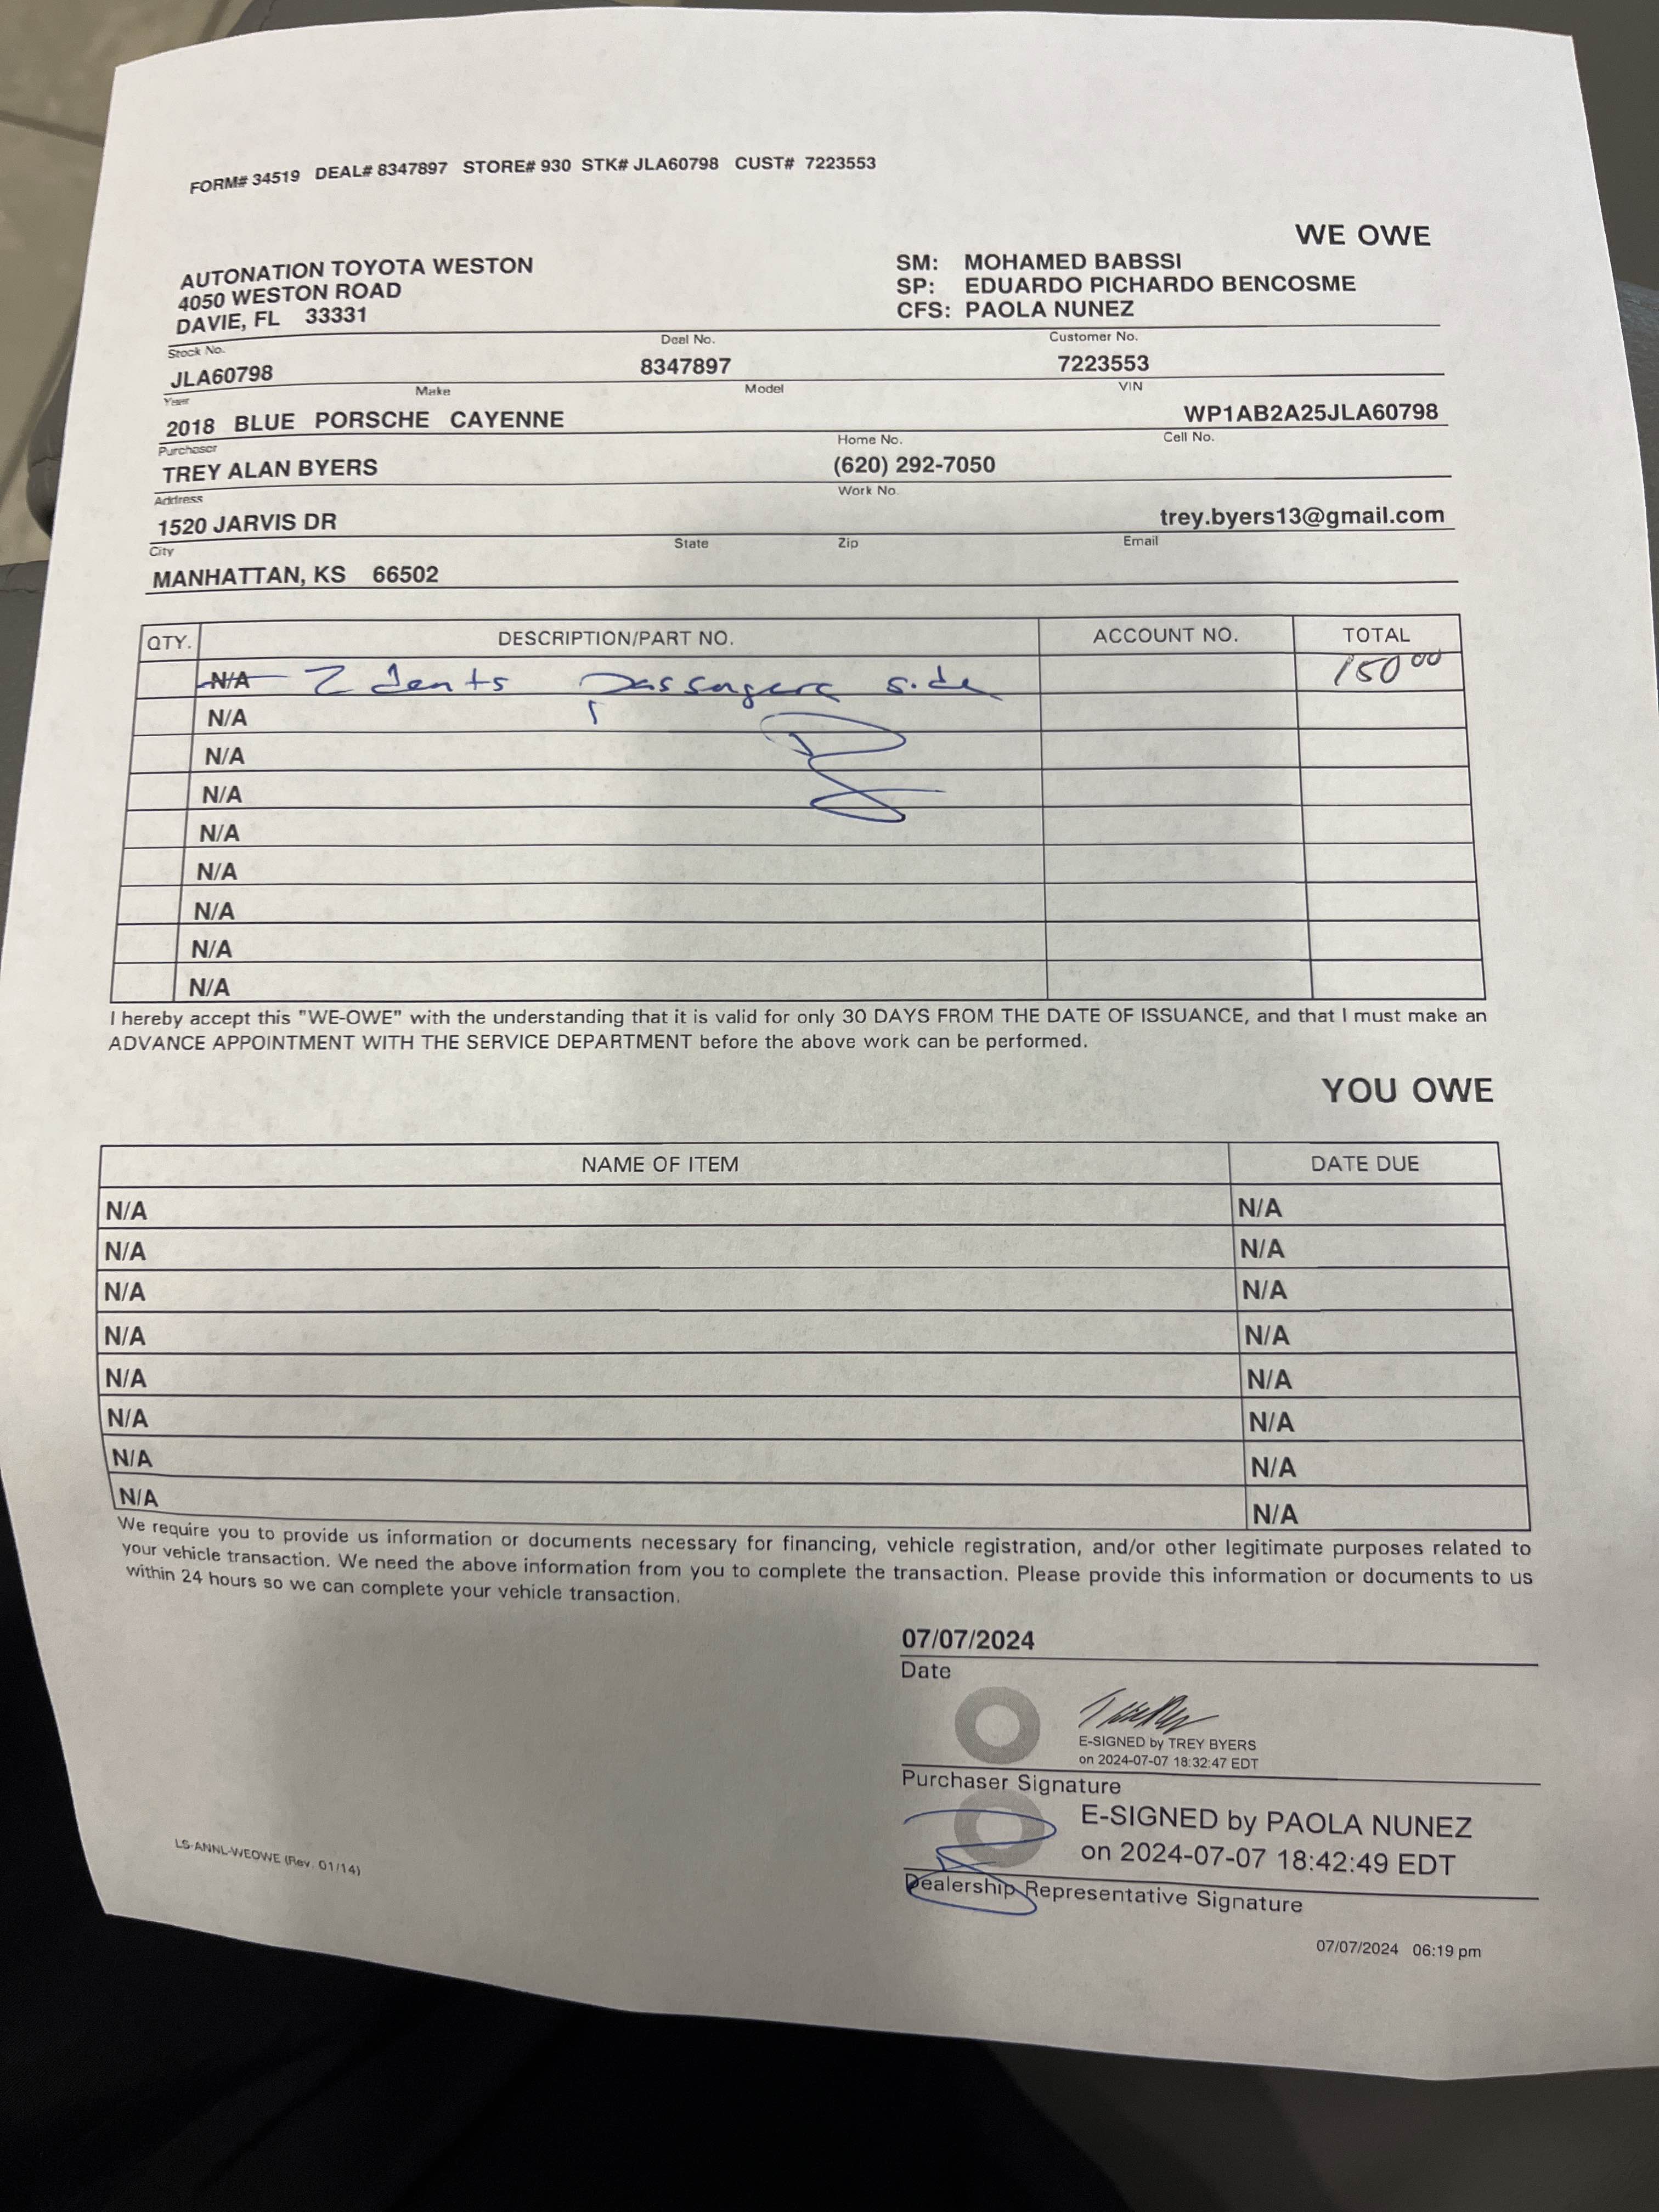 FORM# 34519 DEAL# 8347897 STORE# 930 STK# JLA60798 CUST# 7223553
WE OWE
AUTONATION TOYOTA WESTON
4050 WESTON ROAD
DAVIE, FL 33331
SM: MOHAMED BABSSI
SP: EDUARDO PICHARDO BENCOSME
CFS: PAOLA NUNEZ
Stock No. Deal No. Customer No.
JLA60798 8347897 7223553
Year Make Model VIN
2018 BLUE PORSCHE CAYENNE WP1AB2A25JLA60798
Purchaser Home No. Cell No.
TREY ALAN BYERS (620) 292-7050
Address Work No.
1520 JARVIS DR trey.byers13@gmail.com
City State Zip Email
MANHATTAN, KS 66502
QTY. DESCRIPTION/PART NO. ACCOUNT NO. TOTAL
N/A 2 dents passengers side 150 00
N/A
N/A
N/A
N/A
N/A
N/A
N/A
N/A
I hereby accept this "WE-OWE" with the understanding that it is valid for only 30 DAYS FROM THE DATE OF ISSUANCE, and that I must make an
ADVANCE APPOINTMENT WITH THE SERVICE DEPARTMENT before the above work can be performed.
YOU OWE
NAME OF ITEM DATE DUE
N/A N/A
N/A N/A
N/A N/A
N/A N/A
N/A N/A
N/A N/A
N/A N/A
N/A N/A
We require you to provide us information or documents necessary for financing, vehicle registration, and/or other legitimate purposes related to
your vehicle transaction. We need the above information from you to complete the transaction. Please provide this information or documents to us
within 24 hours so we can complete your vehicle transaction.
07/07/2024
Date
E-SIGNED by TREY BYERS
on 2024-07-07 18:32:47 EDT
Purchaser Signature
E-SIGNED by PAOLA NUNEZ
on 2024-07-07 18:42:49 EDT
Dealership Representative Signature
LS-ANNL-WEOWE (Rev. 01/14)
07/07/2024 06:19 pm